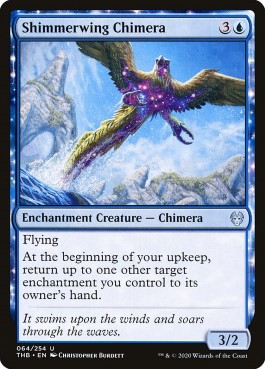 Shimmerwing Chimera 3
Enchantment Creature — Chimera
Flying
At the beginning of your upkeep,
return up to one other target
enchantment you control to its
owner's hand.
It swims upon the winds and soars
through the waves.
3/2
064/254 U
THB • EN Christopher Burdett
™ & © 2020 Wizards of the Coast